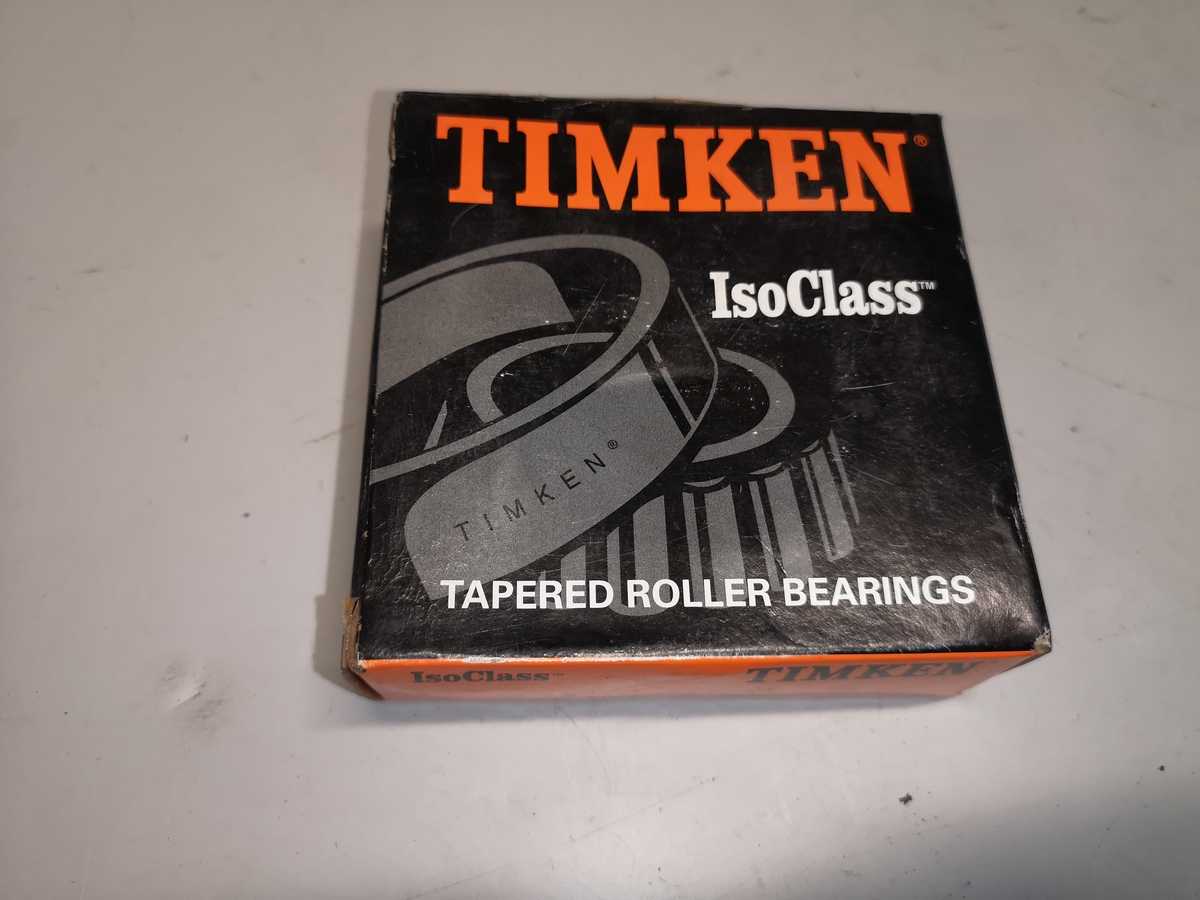 TIMKEN®
IsoClass™
TIMKEN®
TAPERED ROLLER BEARINGS
IsoClass™
TIMKEN